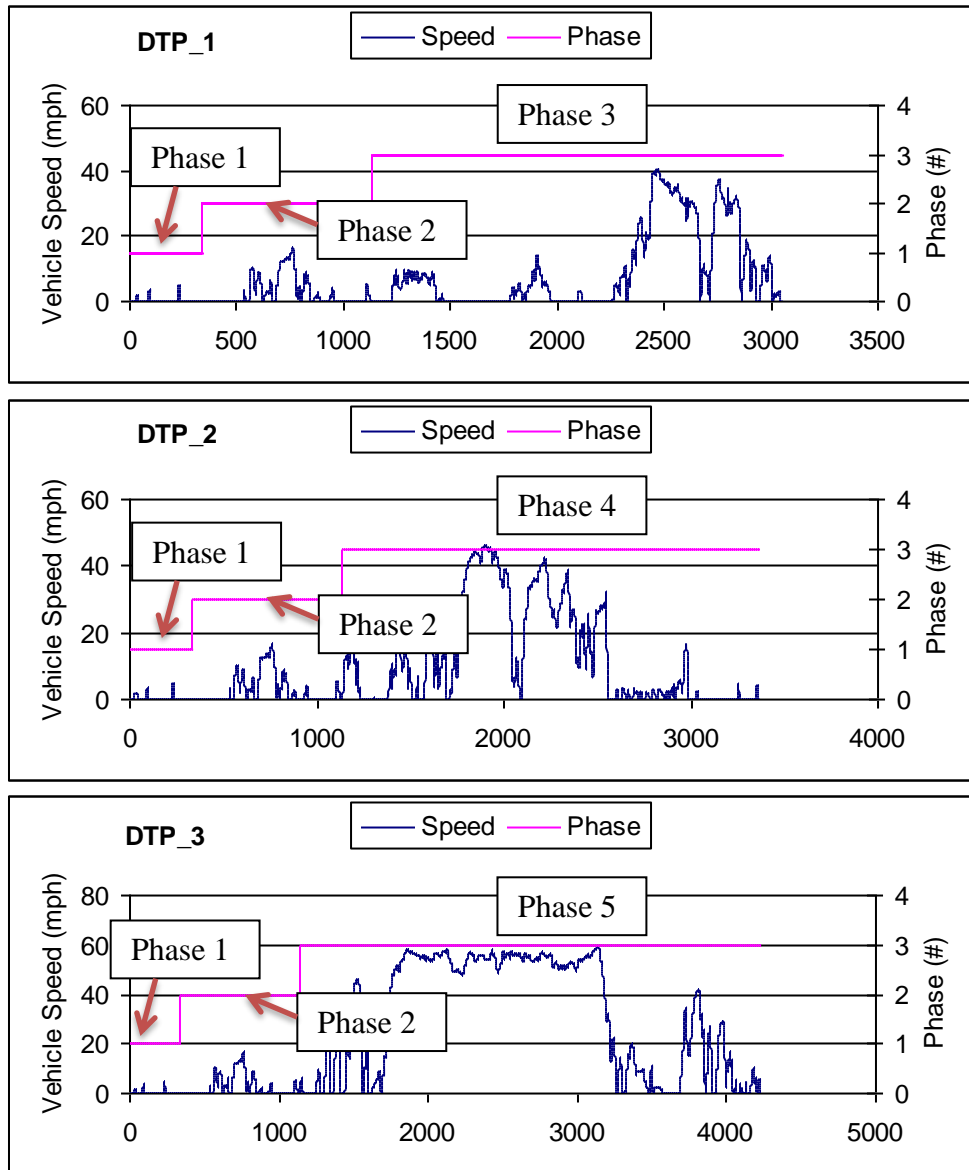 DTP_1
Speed Phase
Vehicle Speed (mph)
60
40
20
0
Phase 1
Phase 2
Phase 3
4
3
2
1
0
Phase (#)
0 500 1000 1500 2000 2500 3000 3500
DTP_2
Speed Phase
Vehicle Speed (mph)
60
40
20
0
Phase 1
Phase 2
Phase 4
4
3
2
1
0
Phase (#)
0 1000 2000 3000 4000
DTP_3
Speed Phase
Vehicle Speed (mph)
80
60
40
20
0
Phase 1
Phase 2
Phase 5
4
3
2
1
0
Phase (#)
0 1000 2000 3000 4000 5000